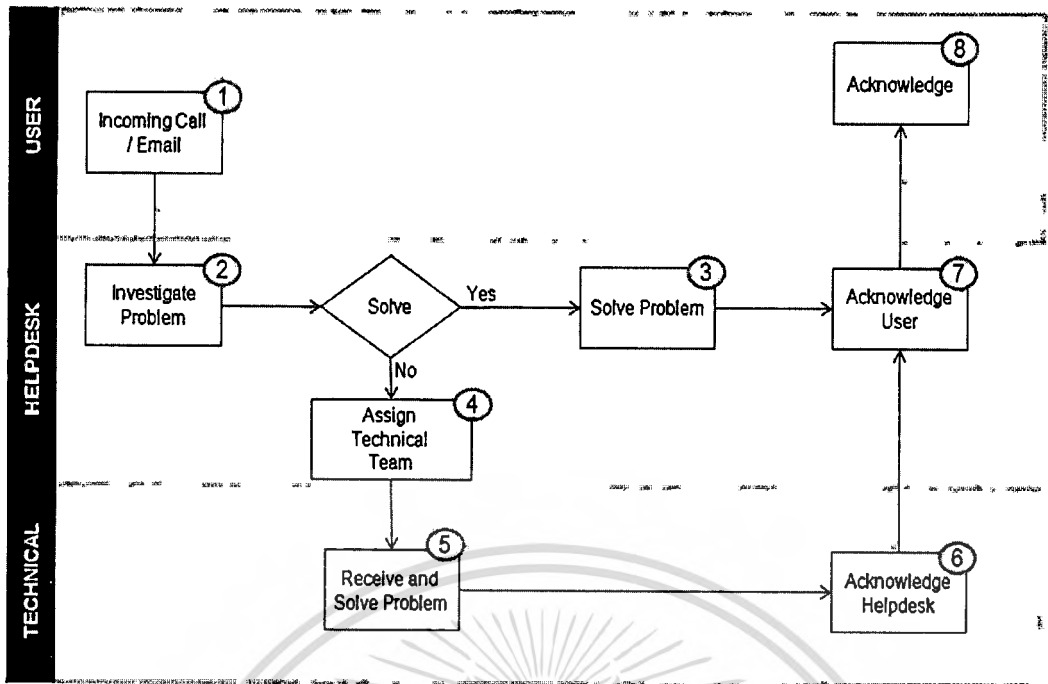 USER
1
Incoming Call
/ Email
8
Acknowledge
HELPDESK
2
Investigate
Problem
Solve
Yes
No
3
Solve Problem
7
Acknowledge
User
4
Assign
Technical
Team
TECHNICAL
5
Receive and
Solve Problem
6
Acknowledge
Helpdesk